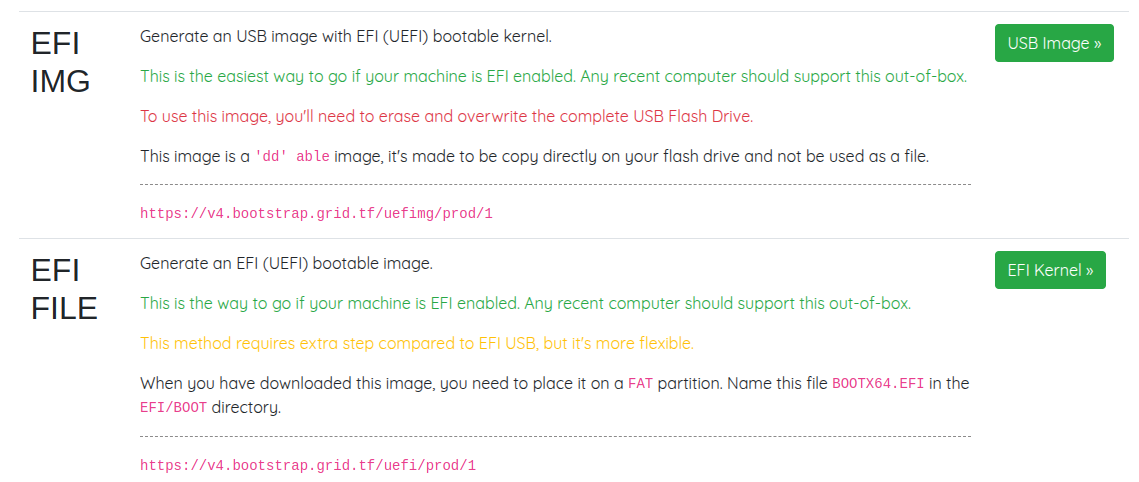 EFI
IMG
Generate an USB image with EFI (UEFI) bootable kernel.
USB Image »
This is the easiest way to go if your machine is EFI enabled. Any recent computer should support this out-of-box.
To use this image, you'll need to erase and overwrite the complete USB Flash Drive.
This image is a 'dd' able image, it's made to be copy directly on your flash drive and not be used as a file.
https://v4.bootstrap.grid.tf/uefimg/prod/1
EFI
FILE
Generate an EFI (UEFI) bootable image.
EFI Kernel »
This is the way to go if your machine is EFI enabled. Any recent computer should support this out-of-box.
This method requires extra step compared to EFI USB, but it's more flexible.
When you have downloaded this image, you need to place it on a FAT partition. Name this file BOOTX64.EFI in the
EFI/BOOT directory.
https://v4.bootstrap.grid.tf/uefi/prod/1